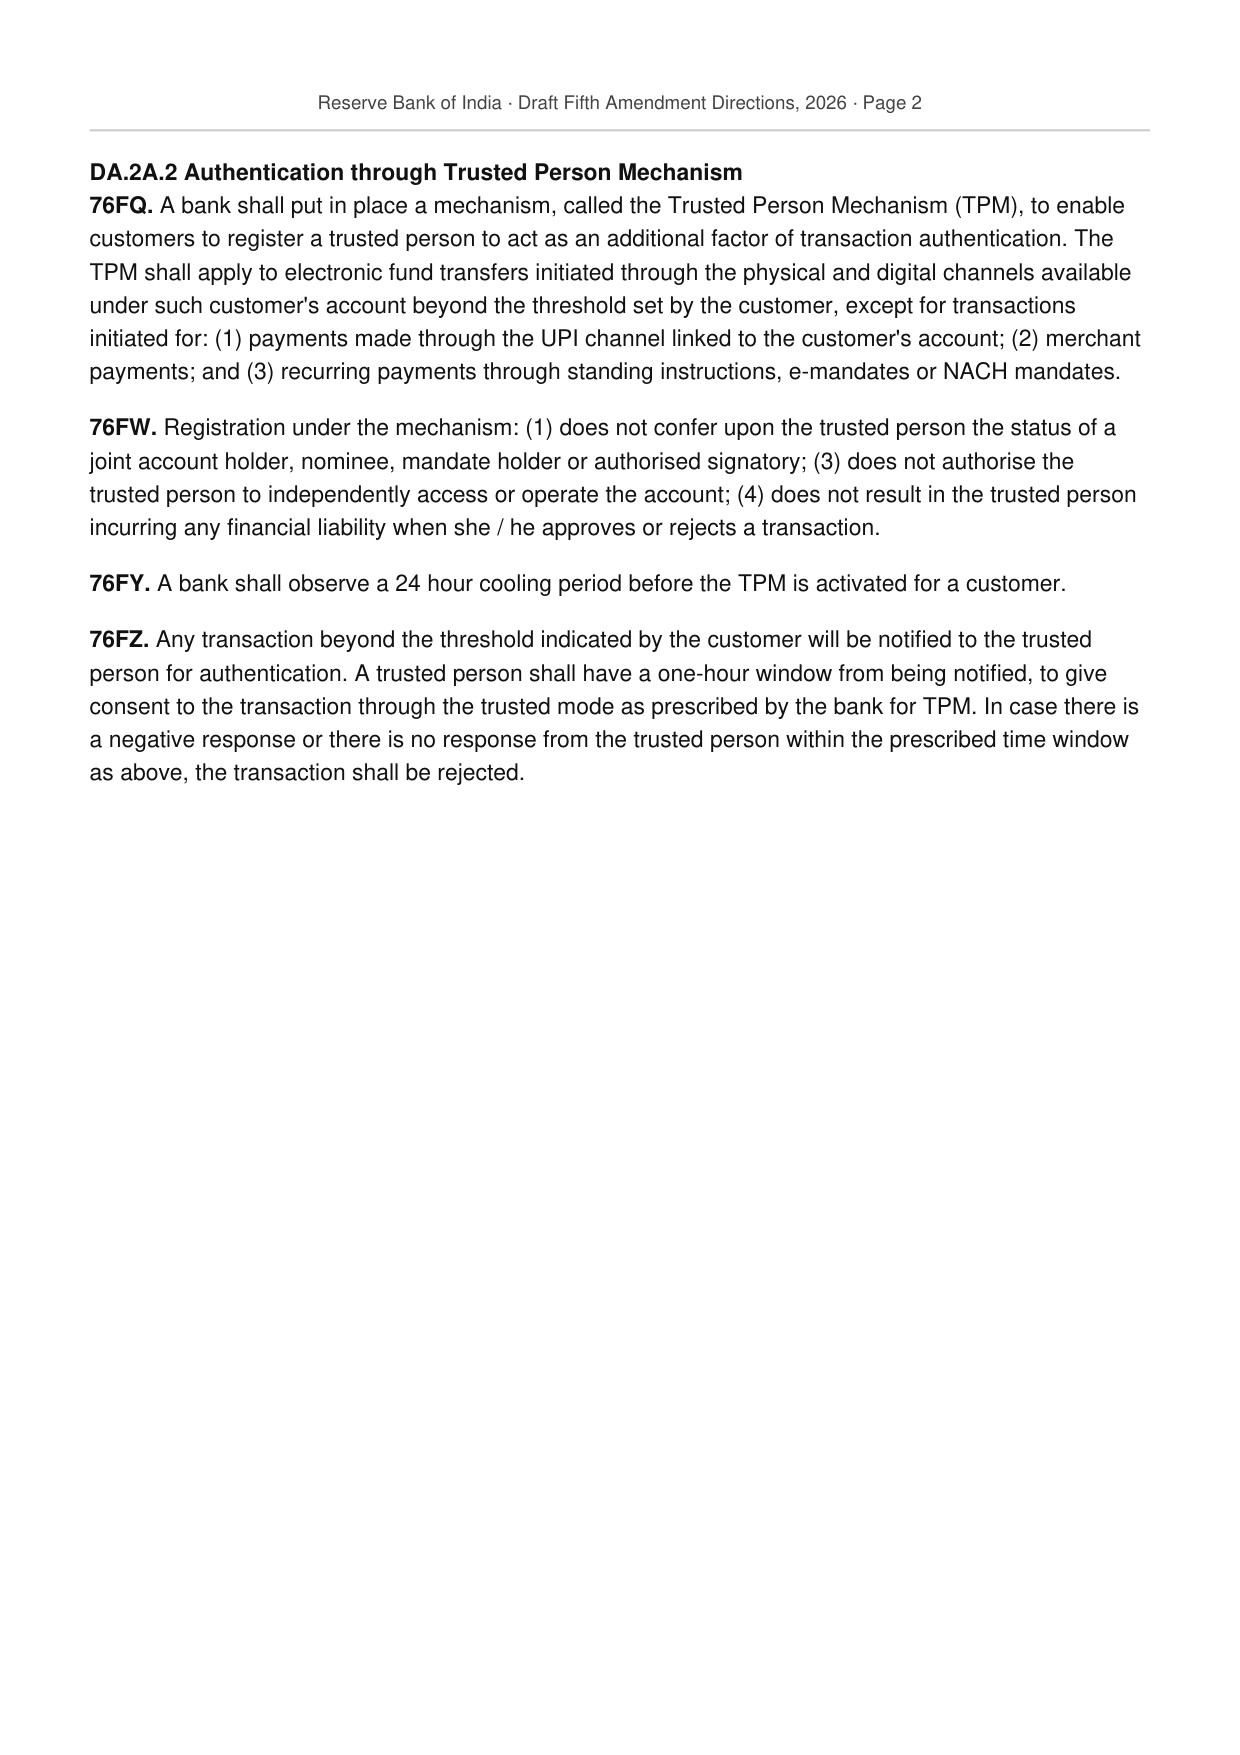 Reserve Bank of India · Draft Fifth Amendment Directions, 2026 · Page 2
DA.2A.2 Authentication through Trusted Person Mechanism
76FQ. A bank shall put in place a mechanism, called the Trusted Person Mechanism (TPM), to enable
customers to register a trusted person to act as an additional factor of transaction authentication. The
TPM shall apply to electronic fund transfers initiated through the physical and digital channels available
under such customer's account beyond the threshold set by the customer, except for transactions
initiated for: (1) payments made through the UPI channel linked to the customer's account; (2) merchant
payments; and (3) recurring payments through standing instructions, e-mandates or NACH mandates.
76FW. Registration under the mechanism: (1) does not confer upon the trusted person the status of a
joint account holder, nominee, mandate holder or authorised signatory; (3) does not authorise the
trusted person to independently access or operate the account; (4) does not result in the trusted person
incurring any financial liability when she / he approves or rejects a transaction.
76FY. A bank shall observe a 24 hour cooling period before the TPM is activated for a customer.
76FZ. Any transaction beyond the threshold indicated by the customer will be notified to the trusted
person for authentication. A trusted person shall have a one-hour window from being notified, to give
consent to the transaction through the trusted mode as prescribed by the bank for TPM. In case there is
a negative response or there is no response from the trusted person within the prescribed time window
as above, the transaction shall be rejected.